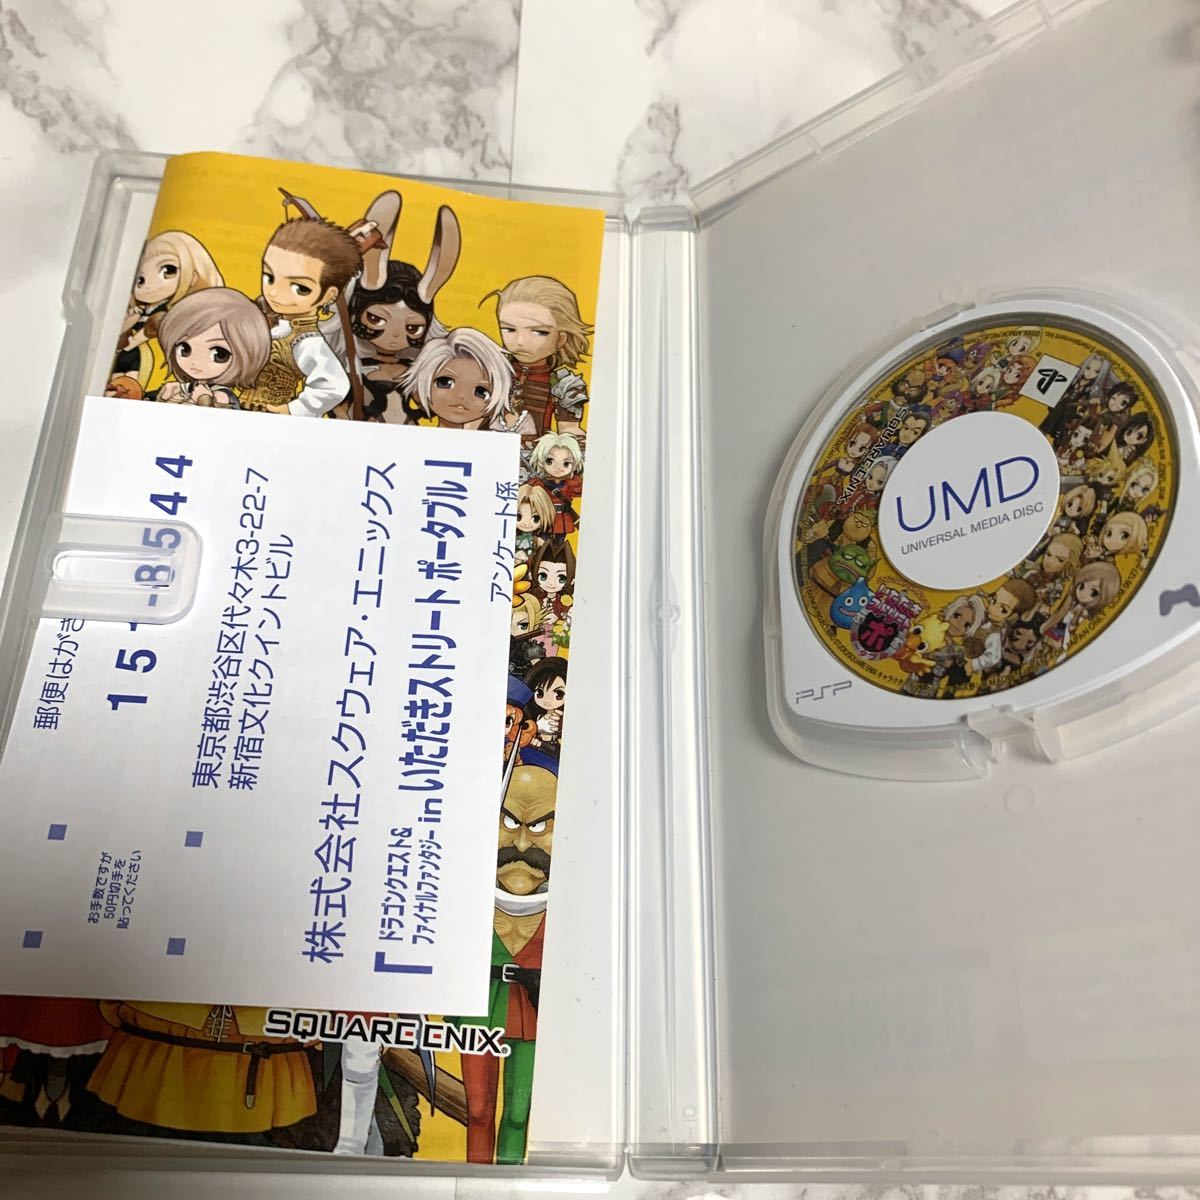 郵便はがき
151-8544
東京都渋谷区代々木3-22-7
新宿文化クイントビル
株式会社スクウェア・エニックス
「ドラゴンクエスト&
ファイナルファンタジー in いただきストリート ポータブル」
アンケート係
お手数ですが
50円切手を
貼ってください
SQUARE ENIX®
SQUARE ENIX
UMD
UNIVERSAL MEDIA DISC
PSP